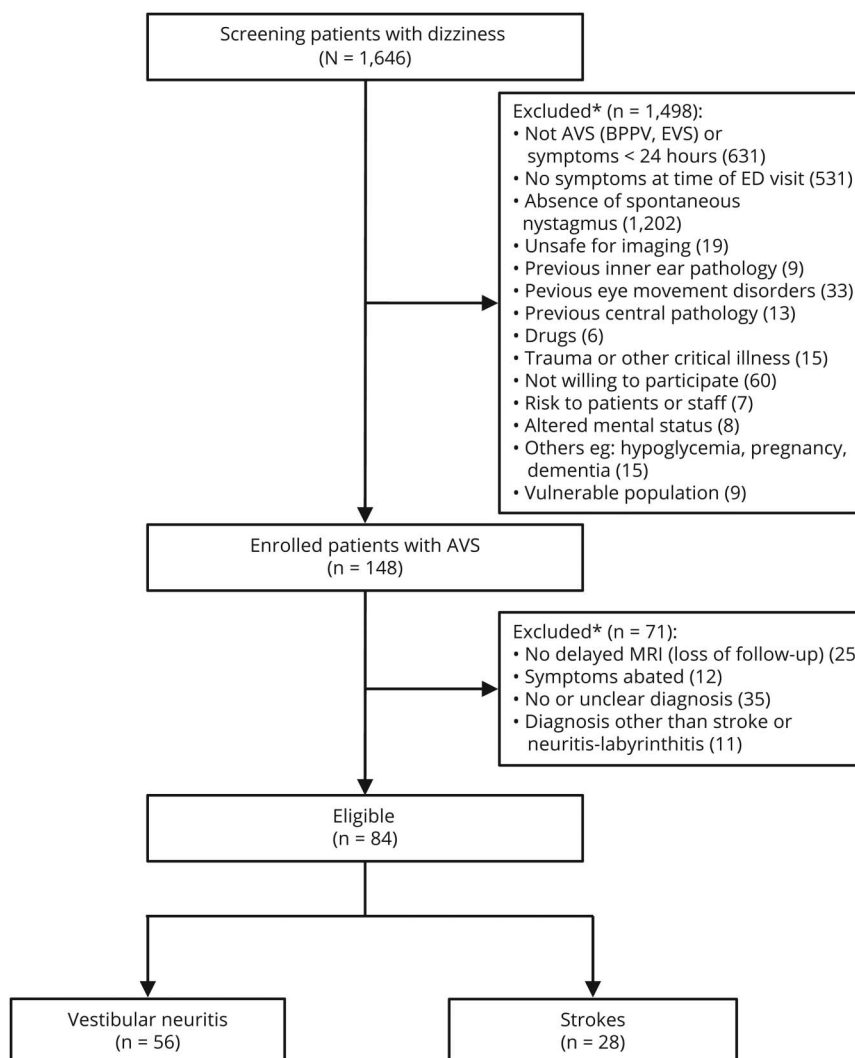 Screening patients with dizziness
(N = 1,646)
Excluded* (n = 1,498):
• Not AVS (BPPV, EVS) or
symptoms < 24 hours (631)
• No symptoms at time of ED visit (531)
• Absence of spontaneous
nystagmus (1,202)
• Unsafe for imaging (19)
• Previous inner ear pathology (9)
• Pevious eye movement disorders (33)
• Previous central pathology (13)
• Drugs (6)
• Trauma or other critical illness (15)
• Not willing to participate (60)
• Risk to patients or staff (7)
• Altered mental status (8)
• Others eg: hypoglycemia, pregnancy,
dementia (15)
• Vulnerable population (9)
Enrolled patients with AVS
(n = 148)
Excluded* (n = 71):
• No delayed MRI (loss of follow-up) (25
• Symptoms abated (12)
• No or unclear diagnosis (35)
• Diagnosis other than stroke or
neuritis-labyrinthitis (11)
Eligible
(n = 84)
Vestibular neuritis
(n = 56)
Strokes
(n = 28)